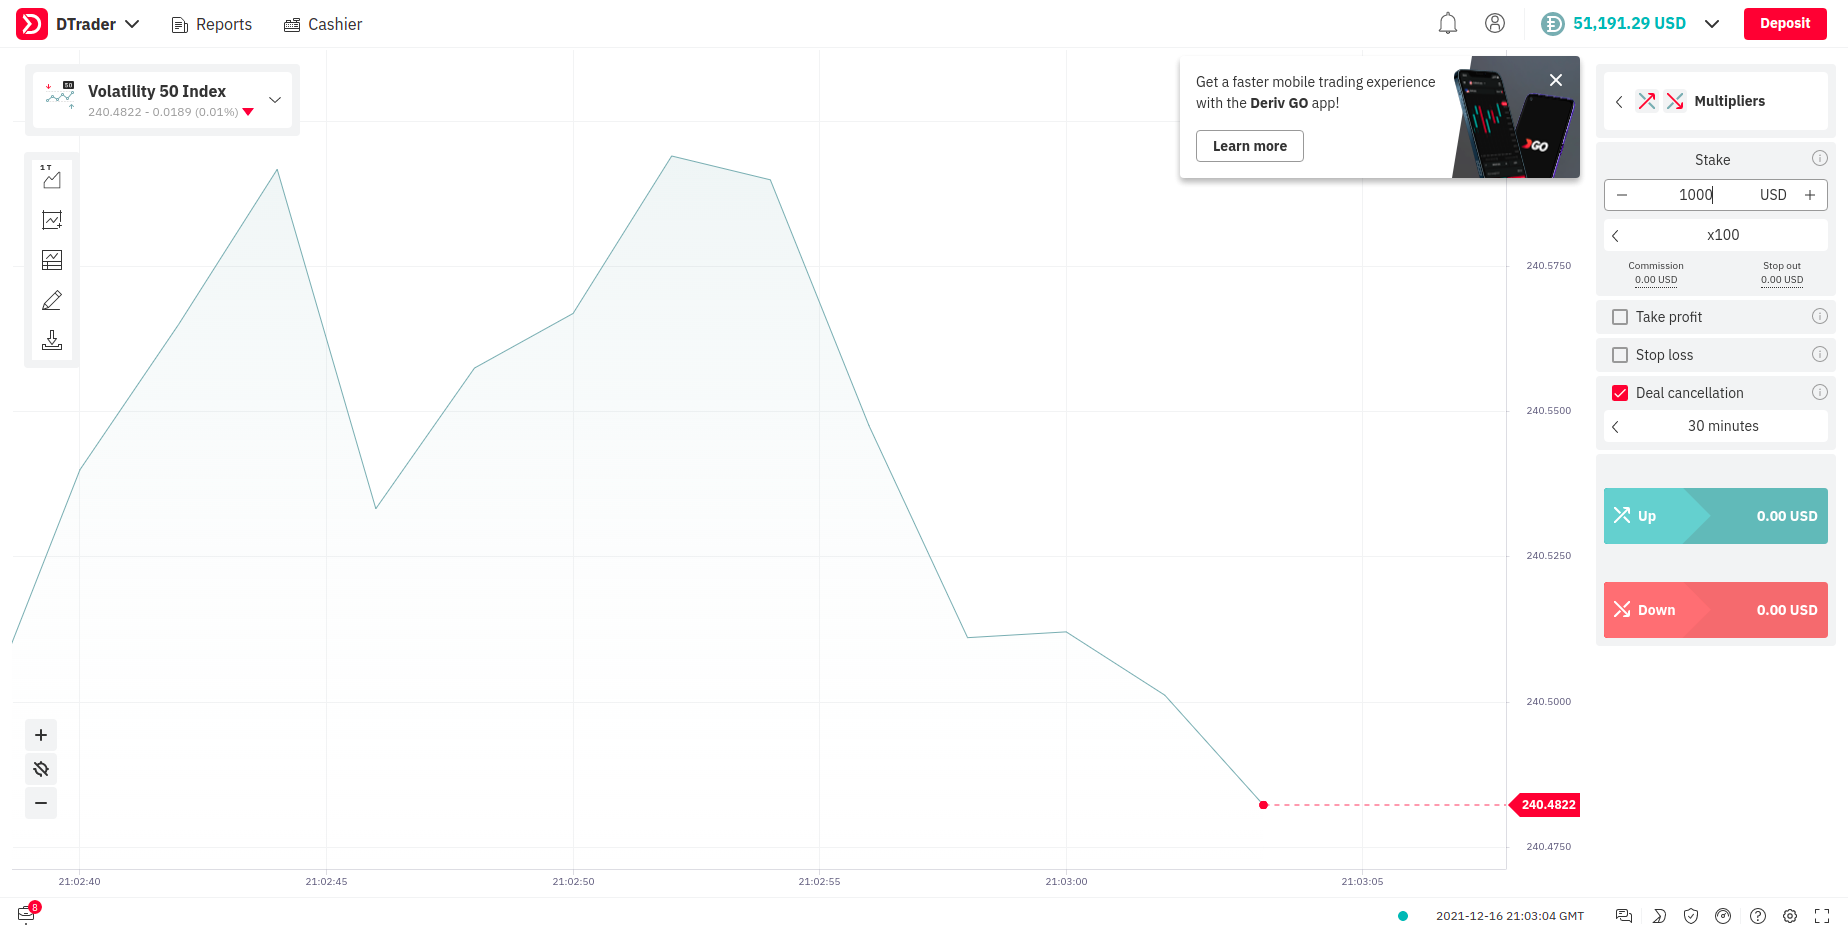 DTrader
Reports
Cashier
51,191.29 USD
Deposit
50
Volatility 50 Index
240.4822 - 0.0189 (0.01%)
Get a faster mobile trading experience
with the Deriv GO app!
Learn more
GO
1 T
240.5750
240.5500
240.5250
240.5000
240.4822
240.4750
21:02:40
21:02:45
21:02:50
21:02:55
21:03:00
21:03:05
Multipliers
Stake
1000 USD
x100
Commission
0.00 USD
Stop out
0.00 USD
Take profit
Stop loss
Deal cancellation
30 minutes
Up 0.00 USD
Down 0.00 USD
8
2021-12-16 21:03:04 GMT